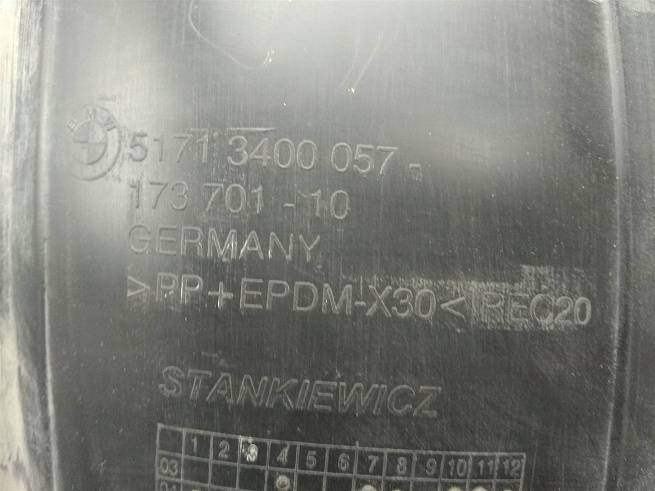 BMW
5171 3400 057
173 701 - 10
GERMANY
>PP+EPDM-X30< REC20
STANKIEWICZ
1 2 3 4 5 6 7 8 9 10 11 12
03